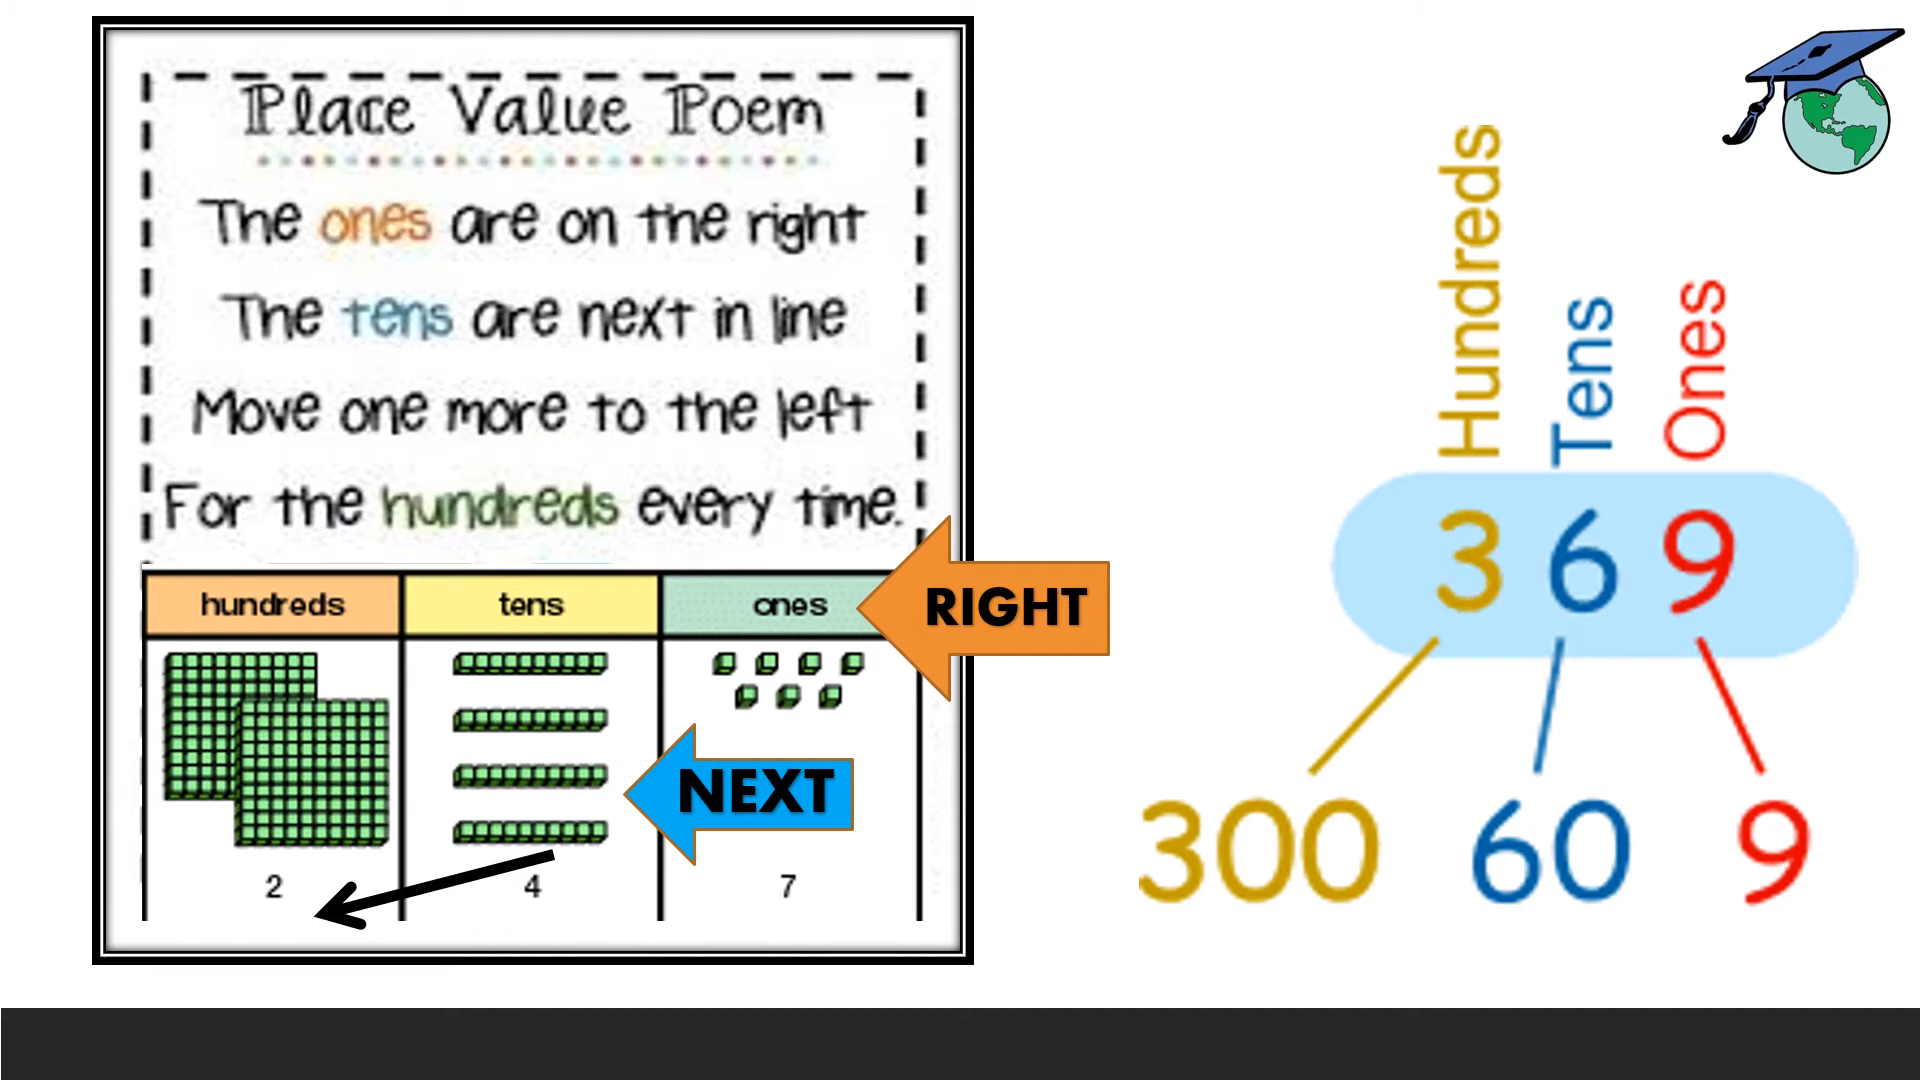 Place Value Poem
The ones are on the right
The tens are next in line
Move one more to the left
For the hundreds every time.
hundreds tens ones
RIGHT
NEXT
2 4 7
Hundreds Tens Ones
3 6 9
300 60 9